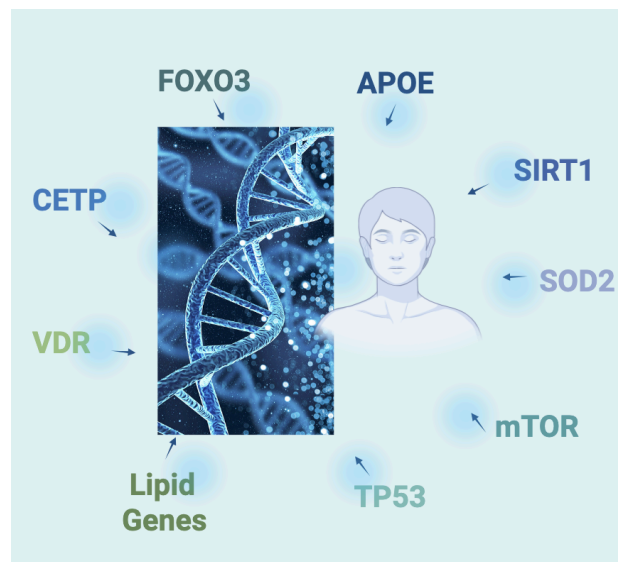 FOXO3
APOE
SIRT1
CETP
SOD2
VDR
mTOR
Lipid
Genes
TP53